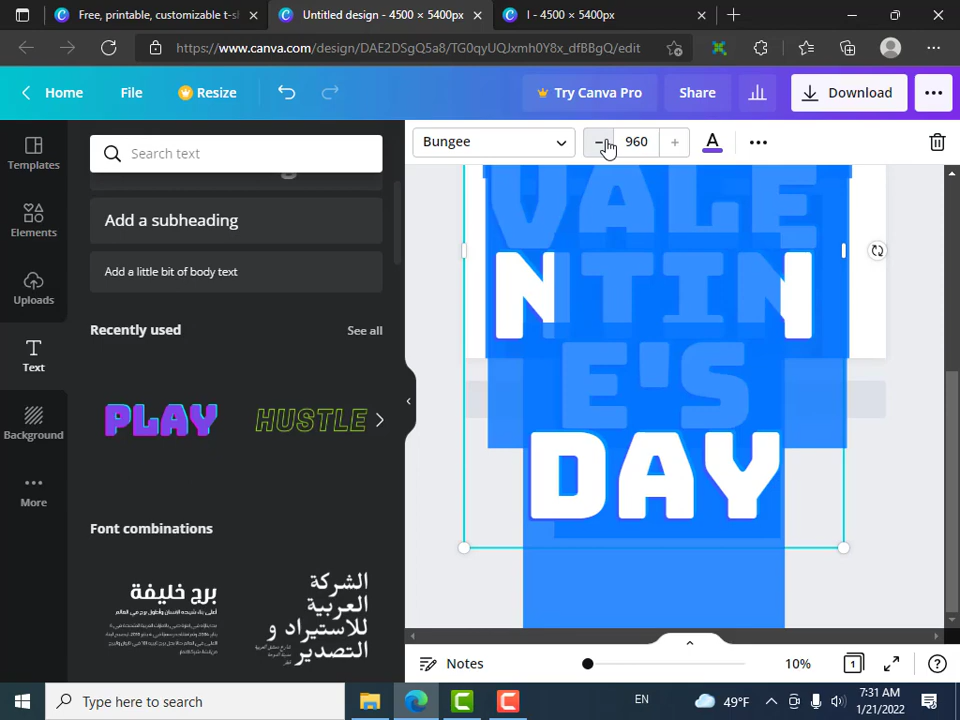 Free, printable, customizable t-sh
Untitled design - 4500 × 5400px
I - 4500 × 5400px
https://www.canva.com/design/DAE2DSgQ5a8/TG0qyUQJxmh0Y8x_dfBBgQ/edit
Home
File
Resize
Try Canva Pro
Share
Download
Templates
Elements
Uploads
Text
Background
More
Search text
Bungee
960
A
Add a subheading
Add a little bit of body text
Recently used
See all
PLAY
HUSTLE
Font combinations
برج خليفة
الشركة
العربية
للاستيراد و
التصدير
VALE
NTIN
E'S
DAY
Notes
10%
1
Type here to search
EN
49°F
7:31 AM
1/21/2022